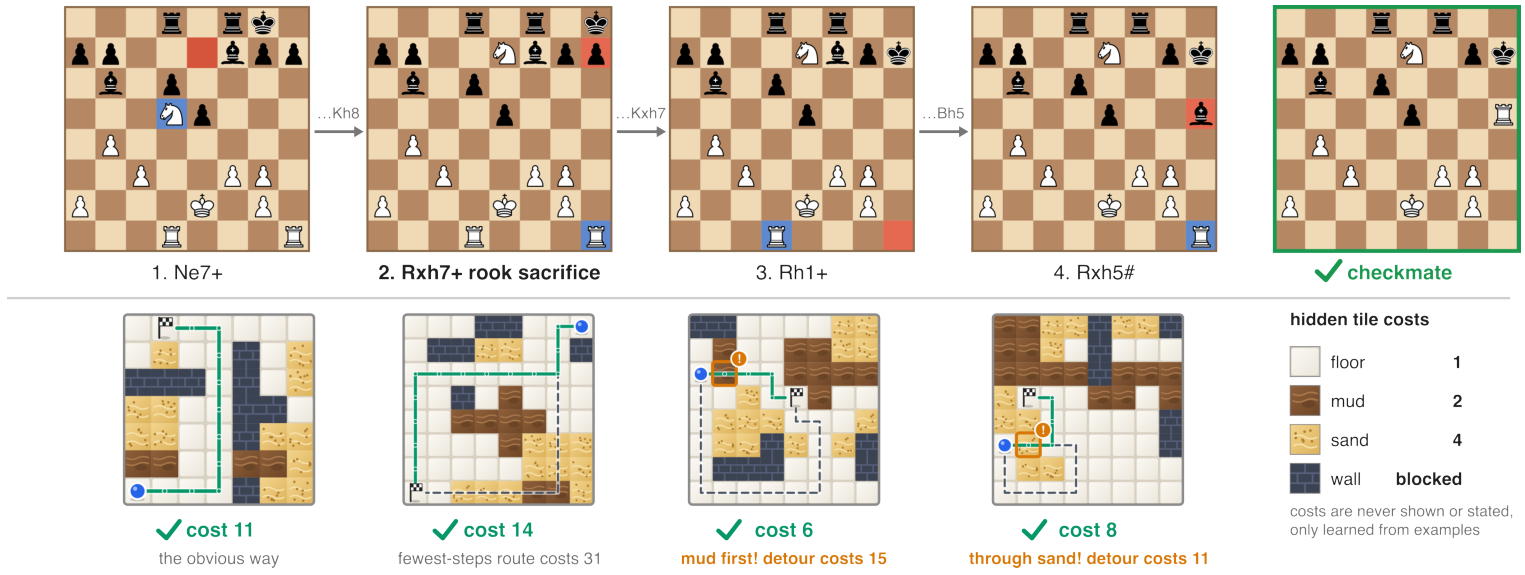 …Kh8
…Kxh7
…Bh5
1. Ne7+
2. Rxh7+ rook sacrifice
3. Rh1+
4. Rxh5#
checkmate
hidden tile costs
floor 1
mud 2
sand 4
wall blocked
costs are never shown or stated,
only learned from examples
!
!
cost 11
cost 14
cost 6
cost 8
the obvious way
fewest-steps route costs 31
mud first! detour costs 15
through sand! detour costs 11